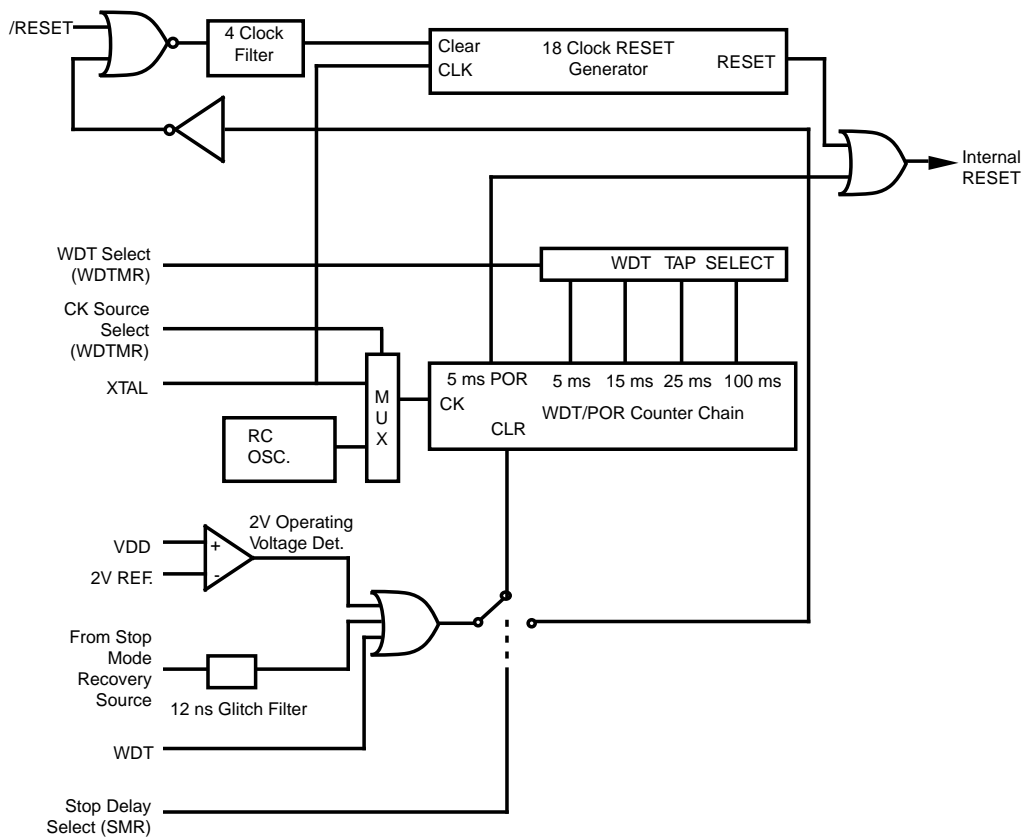 /RESET
4 Clock
Filter
Clear
CLK
18 Clock RESET
Generator
RESET
Internal
RESET
WDT Select
(WDTMR)
WDT TAP SELECT
CK Source
Select
(WDTMR)
XTAL
M
U
X
5 ms POR
5 ms
15 ms
25 ms
100 ms
CK
WDT/POR Counter Chain
CLR
RC
OSC.
2V Operating
Voltage Det.
VDD
+
2V REF.
-
From Stop
Mode
Recovery
Source
12 ns Glitch Filter
WDT
Stop Delay
Select (SMR)